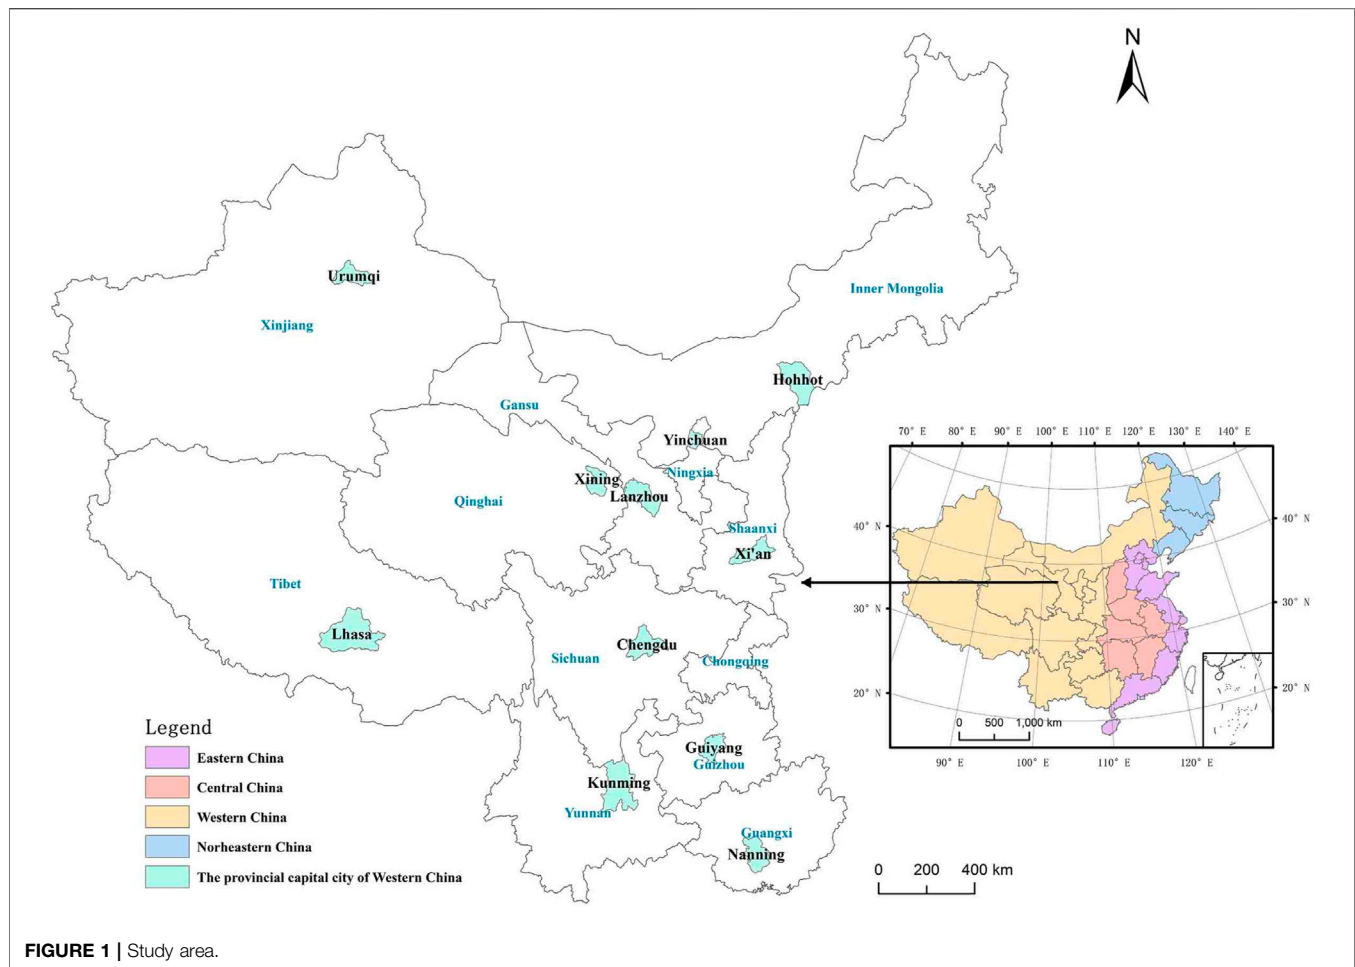 N
Urumqi
Xinjiang
Inner Mongolia
Hohhot
Gansu
Yinchuan
Ningxia
Xining
Lanzhou
Qinghai
Shaanxi
Xi'an
Tibet
Lhasa
Chengdu
Sichuan
Chongqing
Guiyang
Guizhou
Kunming
Yunnan
Guangxi
Nanning
70° E 80° E 90° E 100° E 110° E 120° E 130° E 140° E
40° N 40° N
30° N 30° N
20° N 20° N
0 500 1,000 km
90° E 100° E 110° E 120° E
Legend
Eastern China
Central China
Western China
Norheastern China
The provincial capital city of Western China
0 200 400 km
FIGURE 1 | Study area.